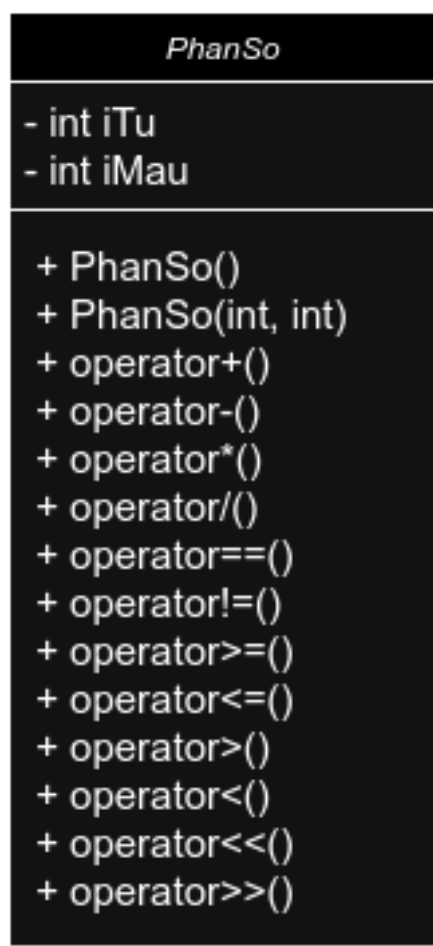 PhanSo
- int iTu
- int iMau
+ PhanSo()
+ PhanSo(int, int)
+ operator+()
+ operator-()
+ operator*()
+ operator/()
+ operator==()
+ operator!=()
+ operator>=()
+ operator<=()
+ operator>()
+ operator<()
+ operator<<()
+ operator>>()